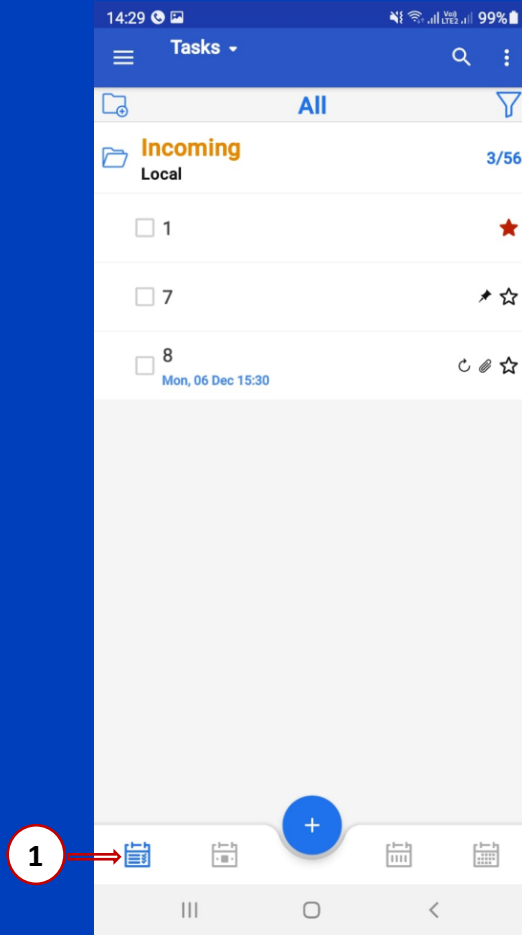 14:29 99%
Tasks
All
Incoming
Local
3/56
1
7
8
Mon, 06 Dec 15:30
+
1